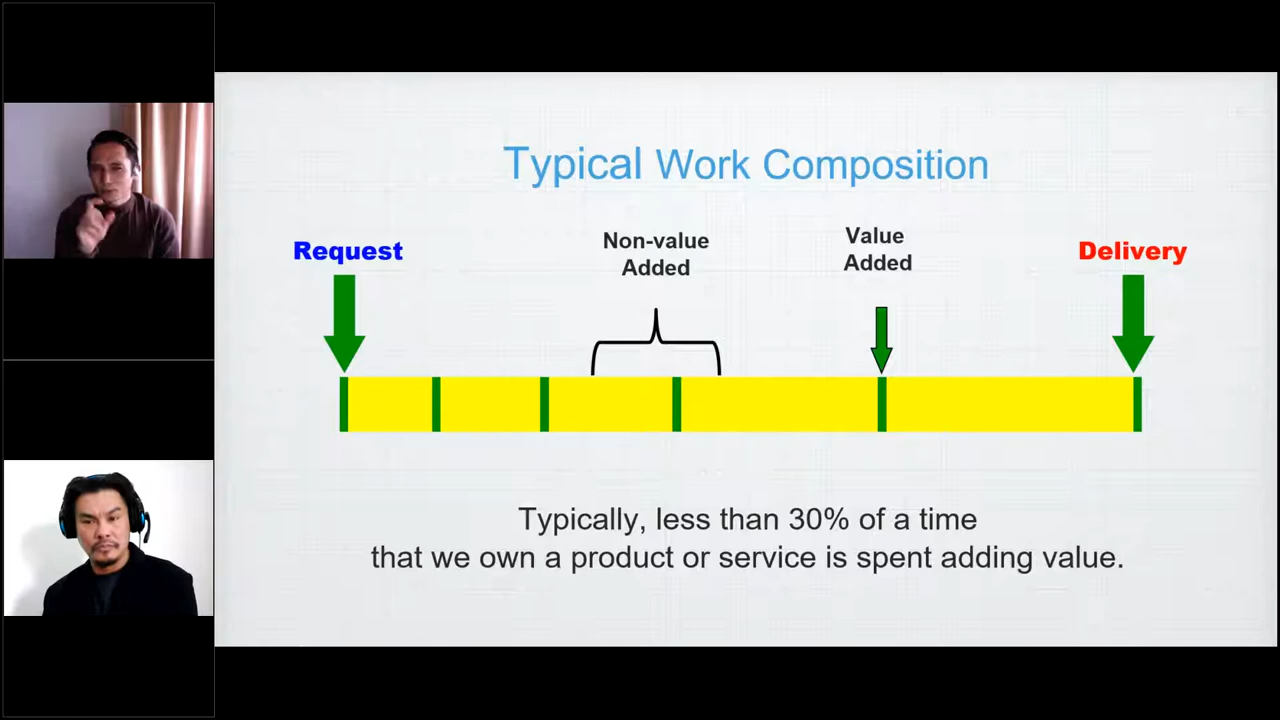 Typical Work Composition
Request
Non-value
Added
Value
Added
Delivery
Typically, less than 30% of a time
that we own a product or service is spent adding value.